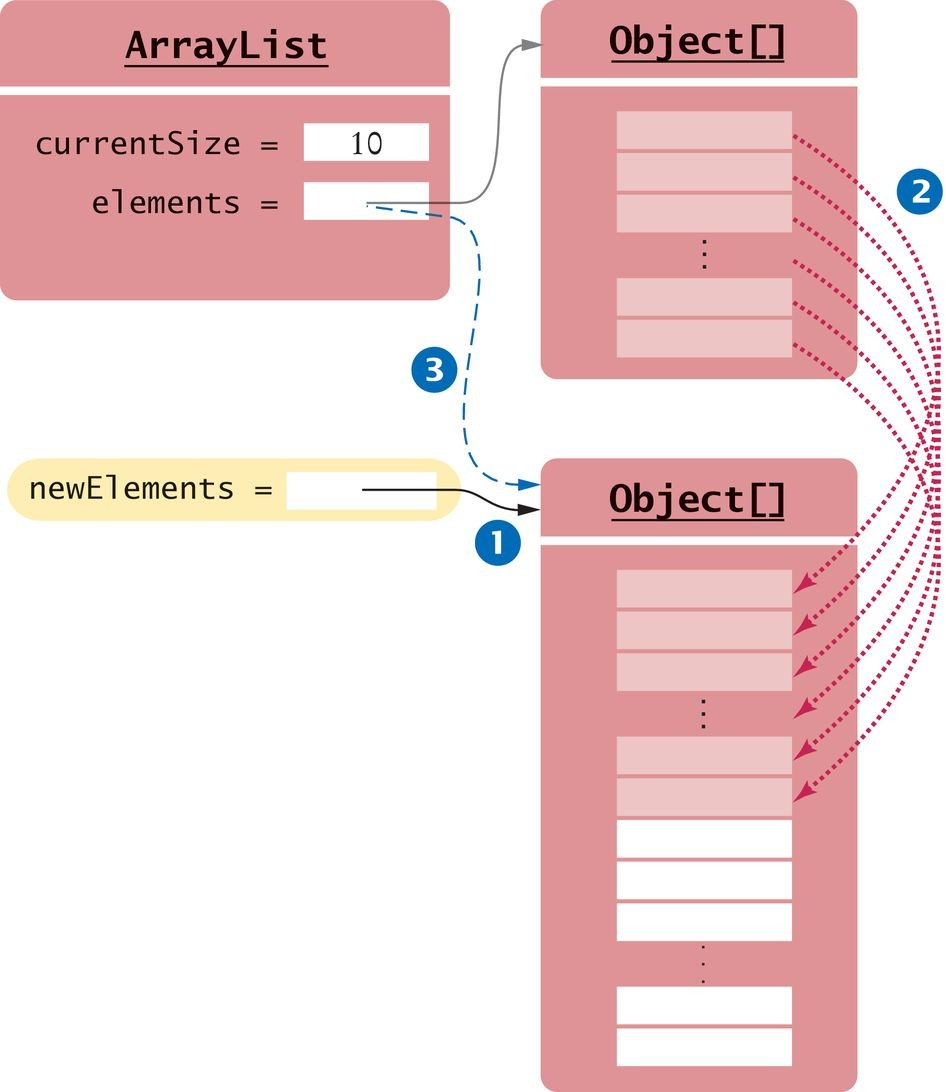 ArrayList
currentSize = 10
elements =
Object[]
2
3
newElements =
1
Object[]